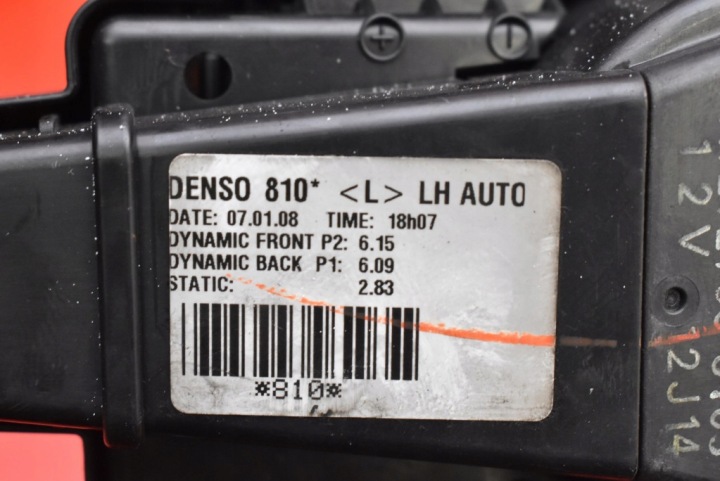 DENSO 810* <L> LH AUTO
DATE: 07.01.08 TIME: 18h07
DYNAMIC FRONT P2: 6.15
DYNAMIC BACK P1: 6.09
STATIC: 2.83
*810*
12V
2J14